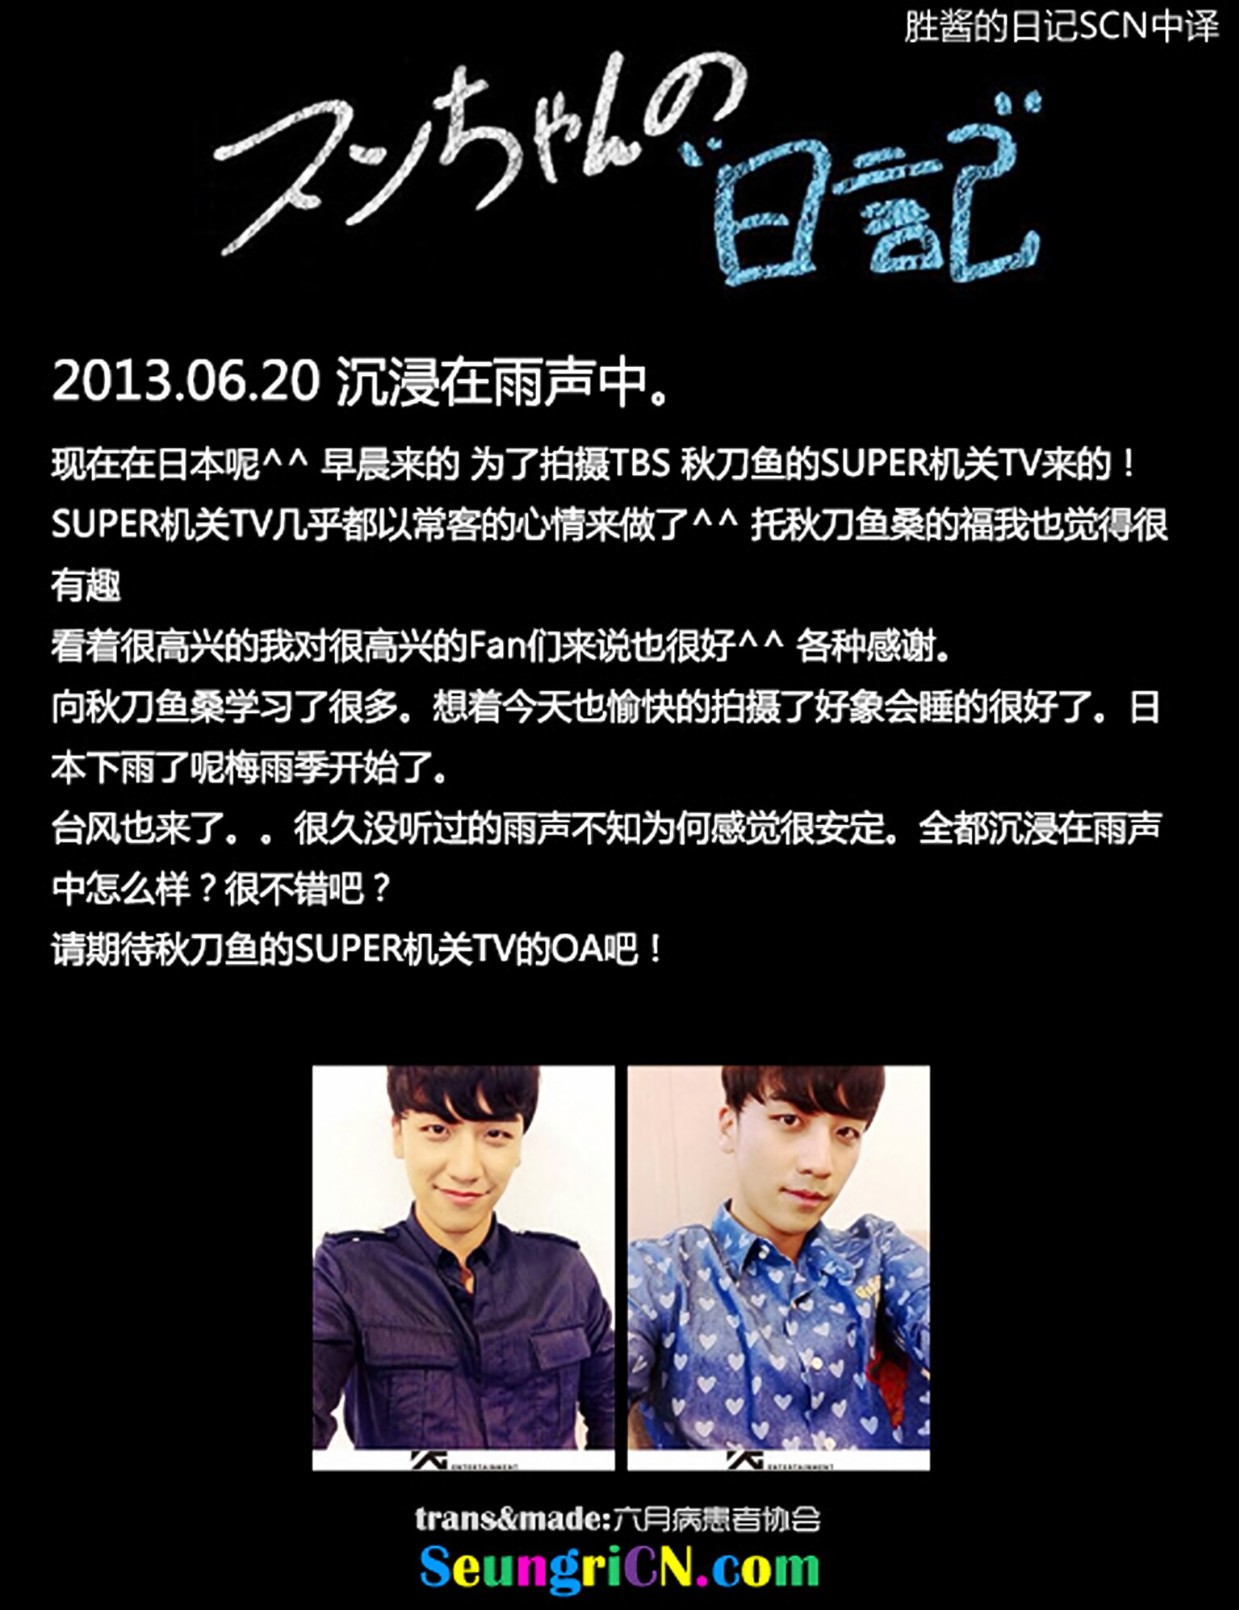 胜酱的日记SCN中译
スンちゃんの
日記
2013.06.20 沉浸在雨声中。
现在在日本呢^^ 早晨来的 为了拍摄TBS 秋刀鱼的SUPER机关TV来的！
SUPER机关TV几乎都以常客的心情来做了^^ 托秋刀鱼桑的福我也觉得很
有趣
看着很高兴的我对很高兴的Fan们来说也很好^^ 各种感谢。
向秋刀鱼桑学习了很多。想着今天也愉快的拍摄了好象会睡的很好了。日
本下雨了呢梅雨季开始了。
台风也来了。。很久没听过的雨声不知为何感觉很安定。全都沉浸在雨声
中怎么样？很不错吧？
请期待秋刀鱼的SUPER机关TV的OA吧！
YG ENTERTAINMENT
YG ENTERTAINMENT
trans&made:六月病患者协会
SeungriCN.com